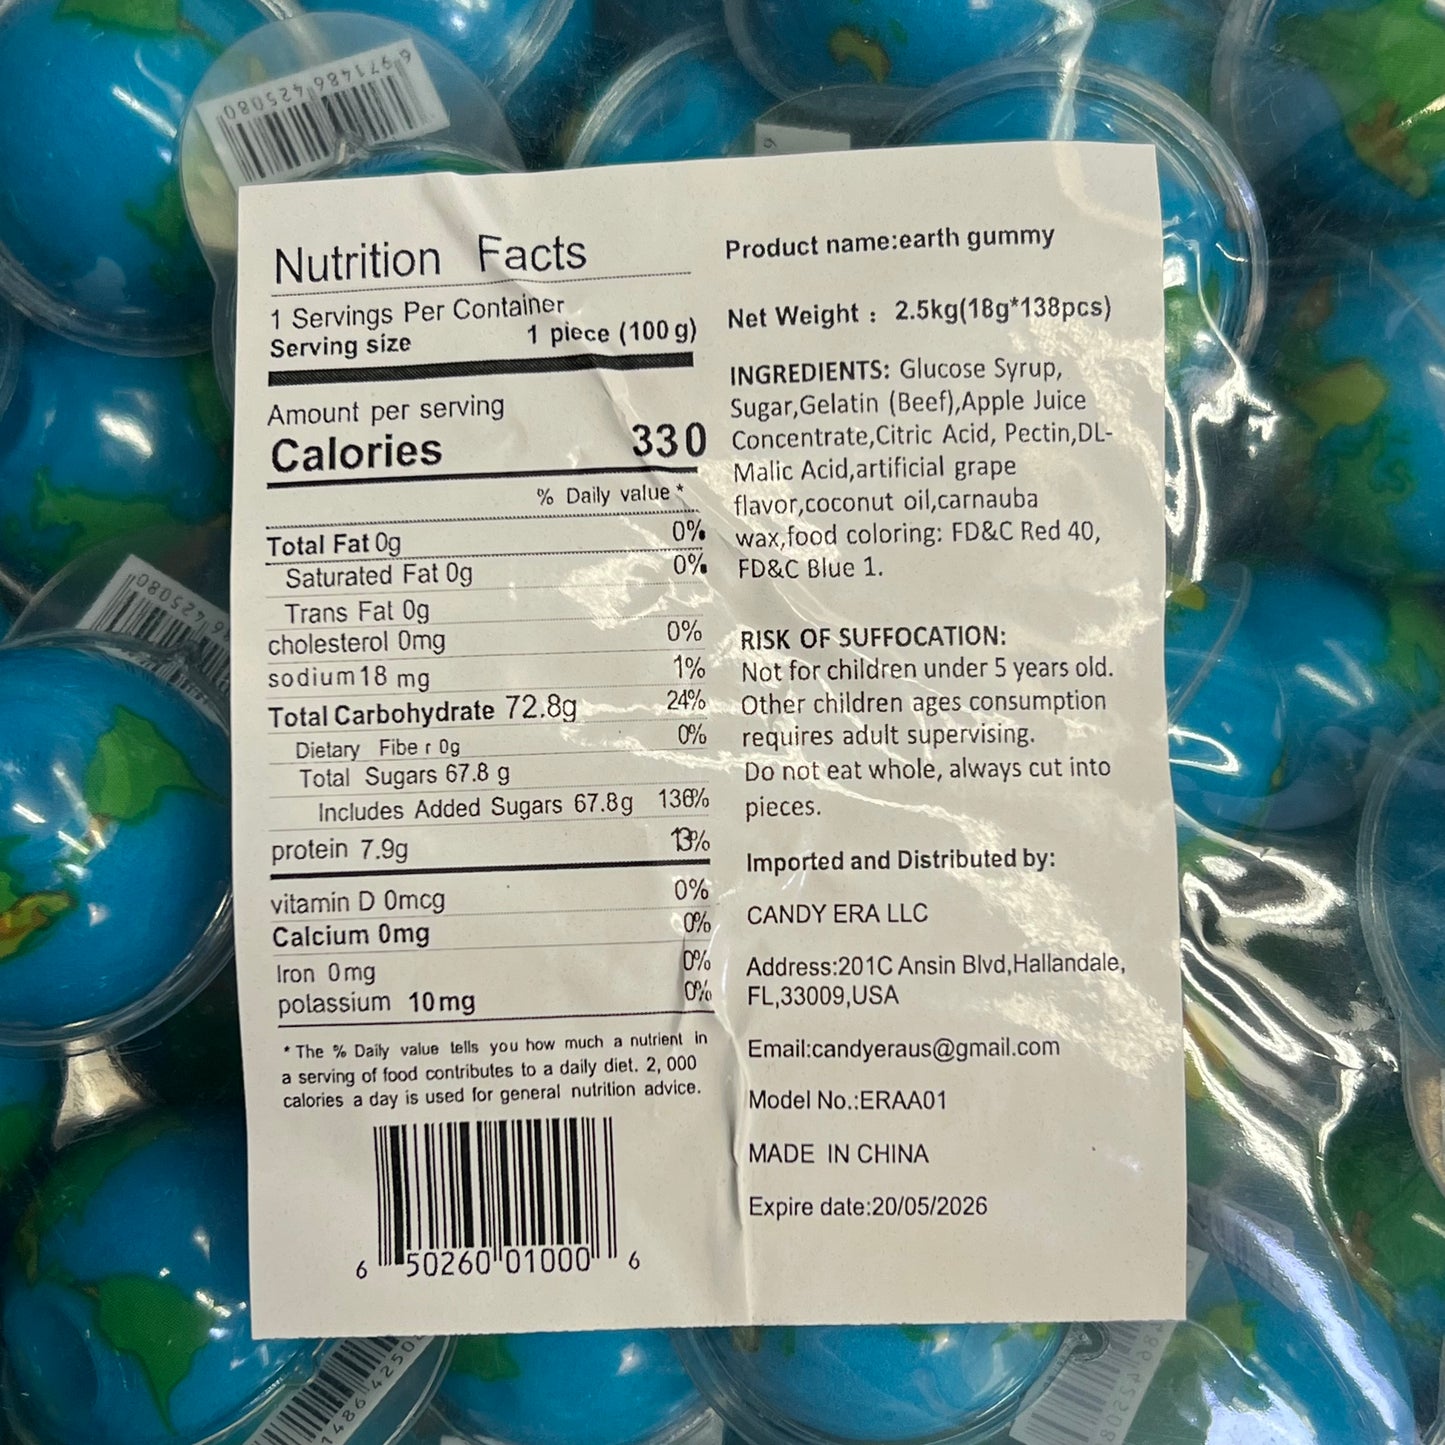 6971486 425080
Nutrition Facts
1 Servings Per Container
Serving size 1 piece (100 g)
Amount per serving
Calories 330
% Daily value *
Total Fat 0g 0%
Saturated Fat 0g 0%
Trans Fat 0g
cholesterol 0mg 0%
sodium18 mg 1%
Total Carbohydrate 72.8g 24%
Dietary Fibe r 0g 0%
Total Sugars 67.8 g
Includes Added Sugars 67.8g 136%
protein 7.9g 13%
vitamin D 0mcg 0%
Calcium 0mg 0%
Iron 0mg 0%
polassium 10mg 0%
* The % Daily value lells you how much a nulrient in
a serving of food conlributes to a daily diet. 2, 000
calories a day is used for general nutrition advice.
6 50260 01000 6
Product name:earth gummy
Net Weight : 2.5kg(18g*138pcs)
INGREDIENTS: Glucose Syrup,
Sugar,Gelatin (Beef),Apple Juice
Concentrate,Citric Acid, Pectin,DL-
Malic Acid,artificial grape
flavor,coconut oil,carnauba
wax,food coloring: FD&C Red 40,
FD&C Blue 1.
RISK OF SUFFOCATION:
Not for children under 5 years old.
Other children ages consumption
requires adult supervising.
Do not eat whole, always cut into
pieces.
Imported and Distributed by:
CANDY ERA LLC
Address:201C Ansin Blvd,Hallandale,
FL,33009,USA
Email:candyeraus@gmail.com
Model No.:ERAA01
MADE IN CHINA
Expire date:20/05/2026